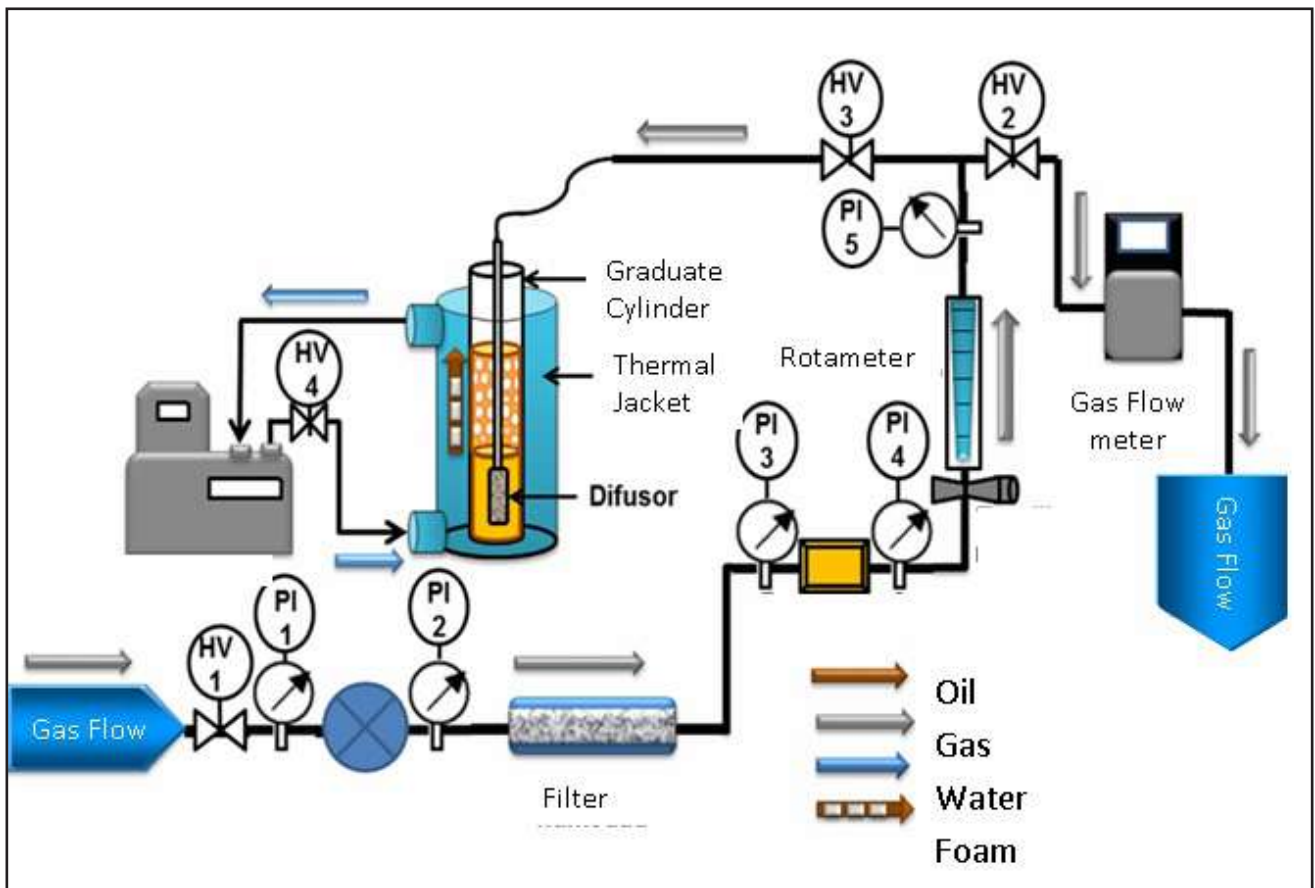 HV
3
HV
2
PI
5
Graduate
Cylinder
Thermal
Jacket
HV
4
Difusor
Rotameter
Gas Flow
meter
PI
3
PI
4
Gas Flow
PI
1
PI
2
HV
1
Gas Flow
Filter
Oil
Gas
Water
Foam